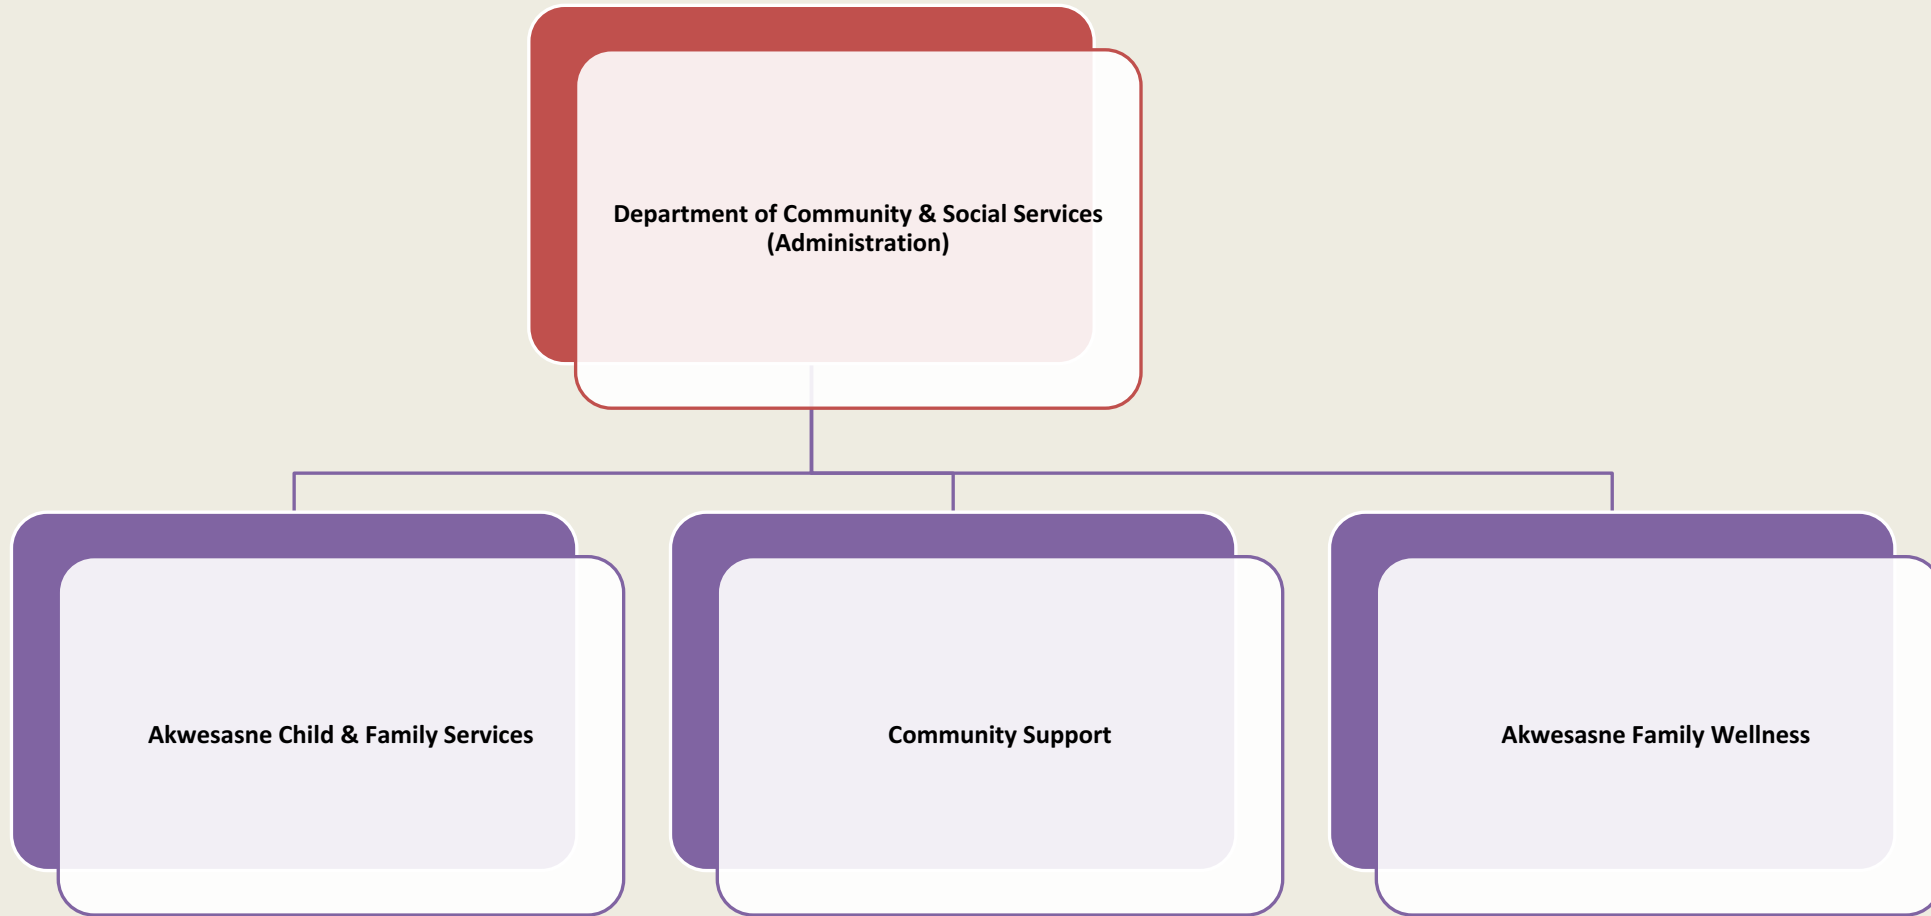 Department of Community & Social Services
(Administration)
Akwesasne Child & Family Services
Community Support
Akwesasne Family Wellness